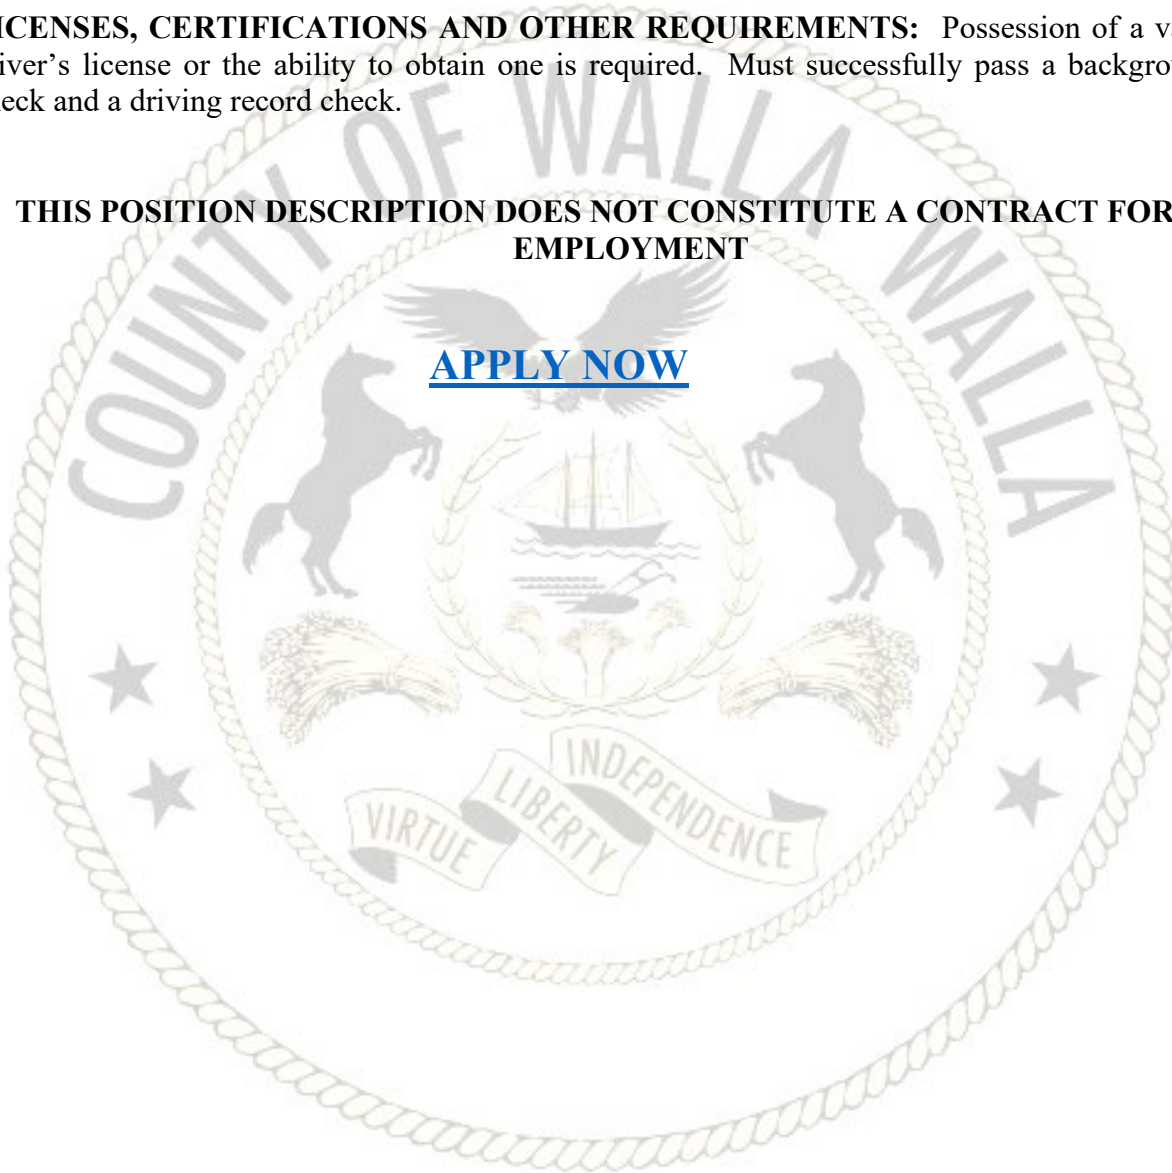 ICENSES, CERTIFICATIONS AND OTHER REQUIREMENTS: Possession of a va
iver’s license or the ability to obtain one is required. Must successfully pass a backgrou
eck and a driving record check.
THIS POSITION DESCRIPTION DOES NOT CONSTITUTE A CONTRACT FOR
EMPLOYMENT
APPLY NOW
COUNTY OF WALLA WALLA
VIRTUE LIBERTY INDEPENDENCE